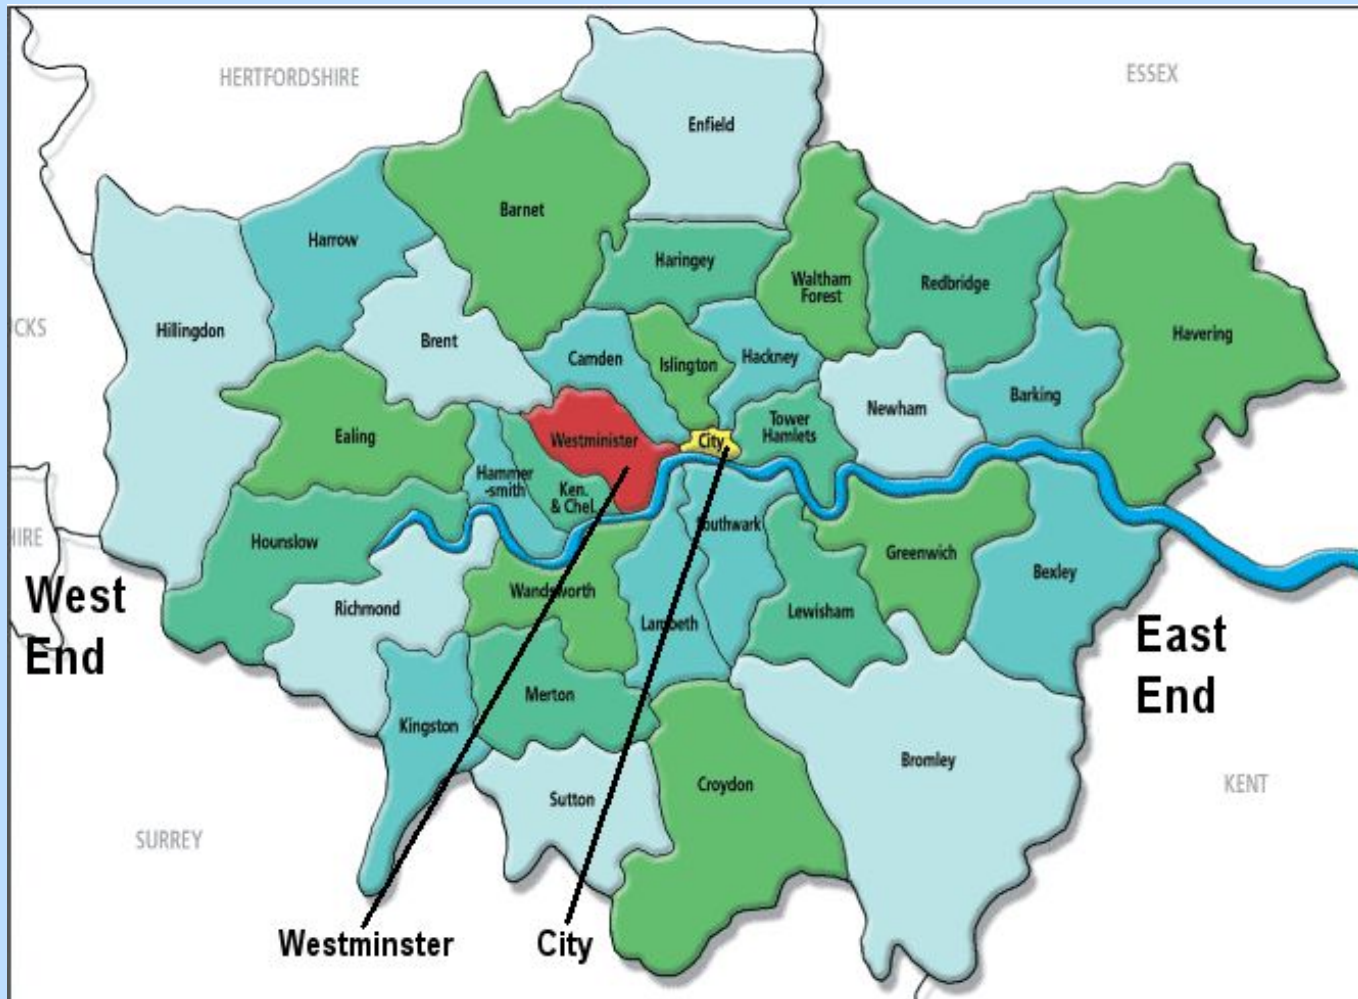 HERTFORDSHIRE
ESSEX
Enfield
Barnet
Harrow
Haringey
Waltham
Forest
Redbridge
Hillingdon
CKS
Brent
Camden
Islington
Hackney
Havering
Barking
Newham
Ealing
Westminister
City
Tower
Hamlets
Hammer
-smith
Ken.
& Chel.
Southwark
HIRE
Hounslow
Greenwich
Bexley
West
End
Richmond
Wandsworth
Lambeth
Lewisham
East
End
Merton
Kingston
Bromley
Croydon
Sutton
KENT
SURREY
Westminster
City